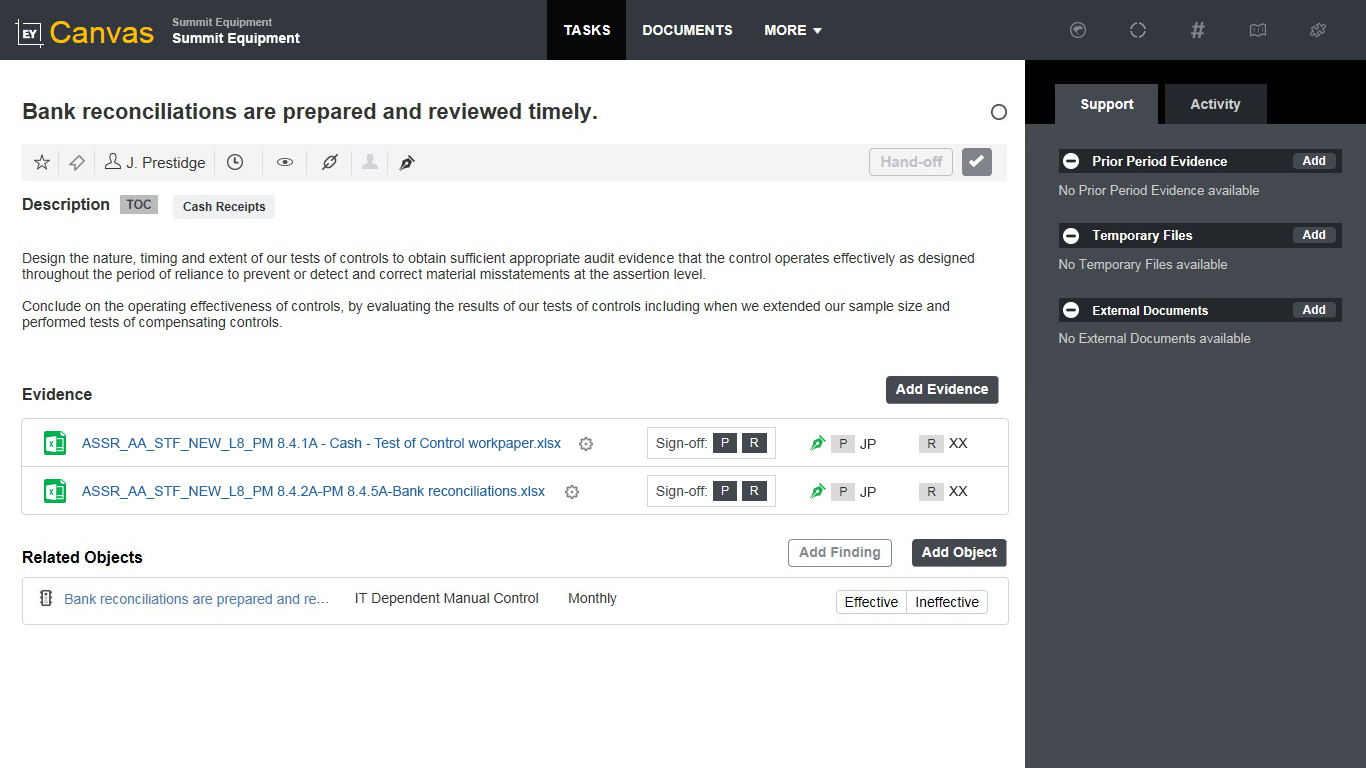 EY Canvas
Summit Equipment
Summit Equipment
TASKS
DOCUMENTS
MORE
#
Bank reconciliations are prepared and reviewed timely.
J. Prestidge
Hand-off
Description
TOC
Cash Receipts
Design the nature, timing and extent of our tests of controls to obtain sufficient appropriate audit evidence that the control operates effectively as designed
throughout the period of reliance to prevent or detect and correct material misstatements at the assertion level.
Conclude on the operating effectiveness of controls, by evaluating the results of our tests of controls including when we extended our sample size and
performed tests of compensating controls.
Evidence
Add Evidence
ASSR_AA_STF_NEW_L8_PM 8.4.1A - Cash - Test of Control workpaper.xlsx
Sign-off: P R
P JP
R XX
ASSR_AA_STF_NEW_L8_PM 8.4.2A-PM 8.4.5A-Bank reconciliations.xlsx
Sign-off: P R
P JP
R XX
Related Objects
Add Finding
Add Object
Bank reconciliations are prepared and re...
IT Dependent Manual Control
Monthly
Effective
Ineffective
Support
Activity
Prior Period Evidence
Add
No Prior Period Evidence available
Temporary Files
Add
No Temporary Files available
External Documents
Add
No External Documents available